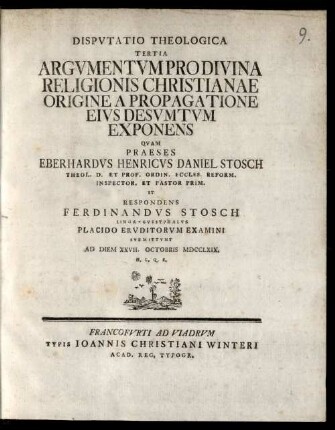 9.
DISPVTATIO THEOLOGICA
TERTIA
ARGVMENTVM PRO DIVINA
RELIGIONIS CHRISTIANAE
ORIGINE A PROPAGATIONE
EIVS DESVMTVM
EXPONENS
QVAM
PRAESES
EBERHARDVS HENRICVS DANIEL STOSCH
THEOL. D. ET PROF. ORDIN. ECCLES. REFORM.
INSPECTOR. ET PASTOR PRIM.
ET
RESPONDENS
FERDINANDVS STOSCH
PLACIDO ERVDITORVM EXAMINI
SVBMITTVNT
AD DIEM XXVII. OCTOBRIS MDCCLXIX.
H. L. Q. S.
FRANCOFVRTI AD VIADRVM
TYPIS IOANNIS CHRISTIANI WINTERI
ACAD. REG. TYPOGR.